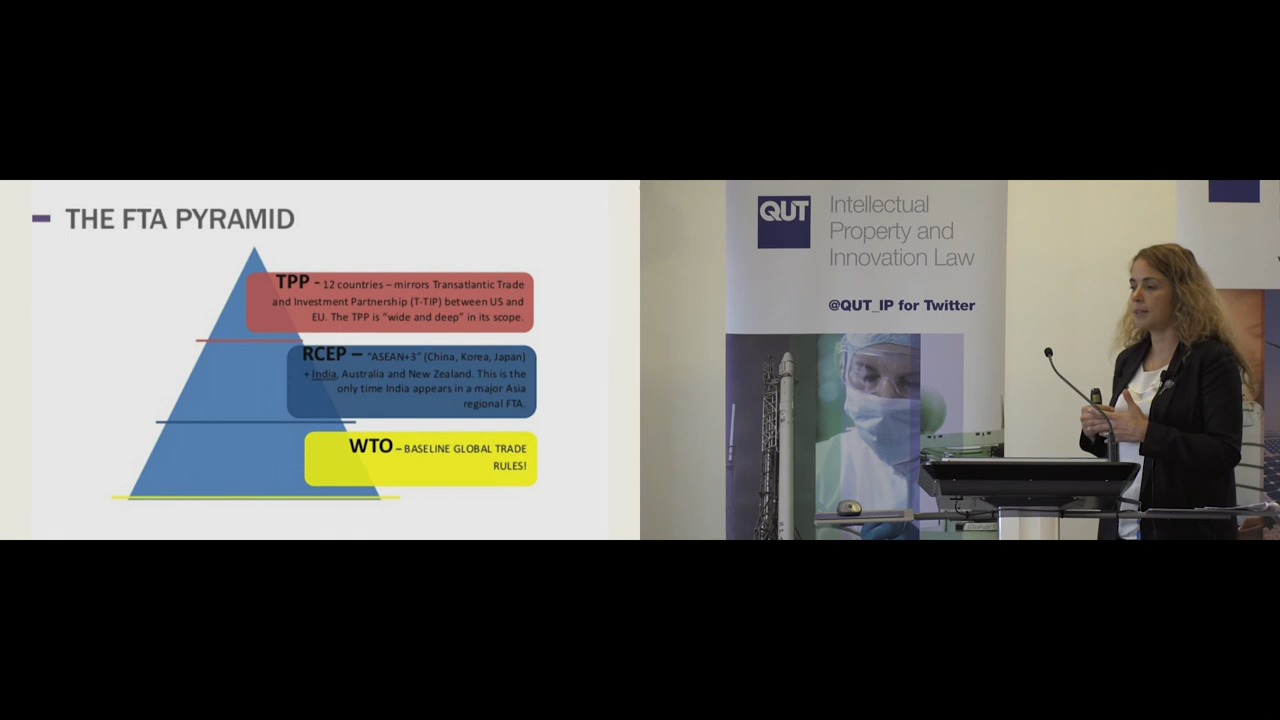 THE FTA PYRAMID
TPP - 12 countries – mirrors Transatlantic Trade
and Investment Partnership (T-TIP) between US and
EU. The TPP is "wide and deep" in its scope.
RCEP – "ASEAN+3" (China, Korea, Japan)
+ India, Australia and New Zealand. This is the
only time India appears in a major Asia
regional FTA.
WTO – BASELINE GLOBAL TRADE
RULES!
QUT
Intellectual
Property and
Innovation Law
@QUT_IP for Twitter